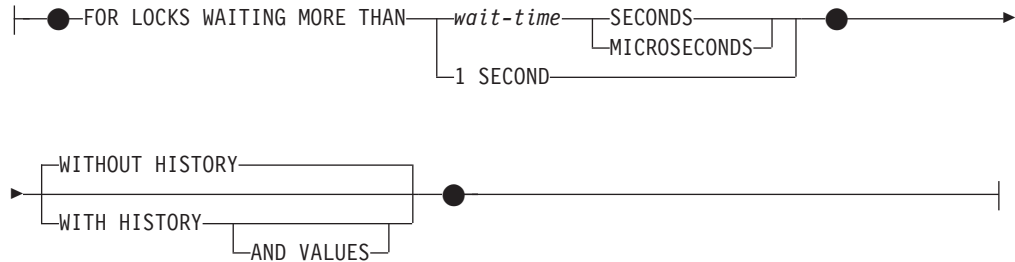 FOR LOCKS WAITING MORE THAN wait-time SECONDS
MICROSECONDS
1 SECOND
WITHOUT HISTORY
WITH HISTORY
AND VALUES